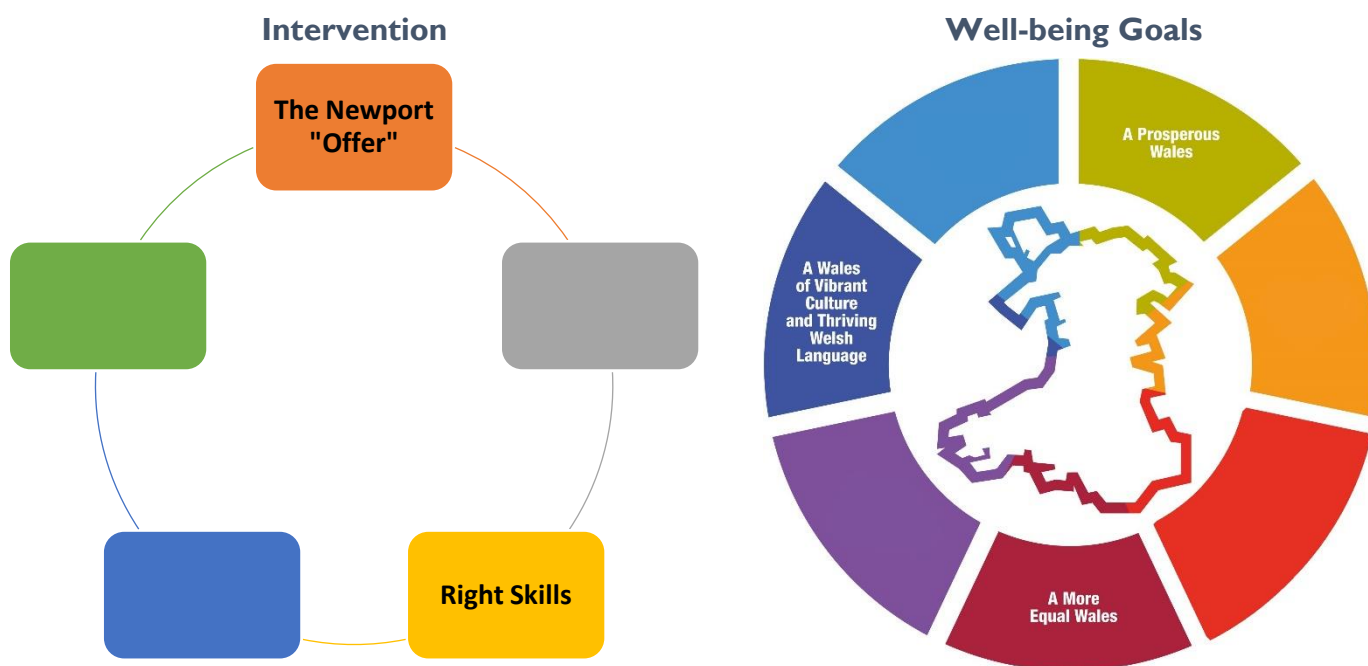 Intervention
The Newport
"Offer"
Right Skills
Well-being Goals
A Prosperous
Wales
A Wales
of Vibrant
Culture
and Thriving
Welsh
Language
A More
Equal Wales